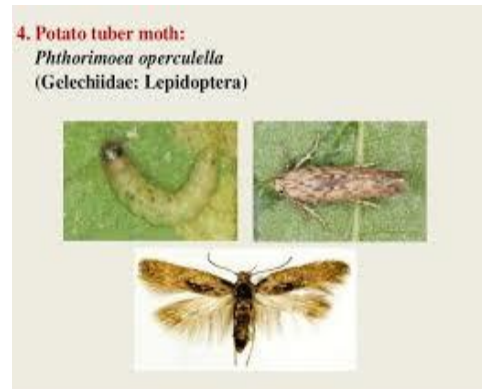 4. Potato tuber moth:
Phthorimoea operculella
(Gelechiidae: Lepidoptera)